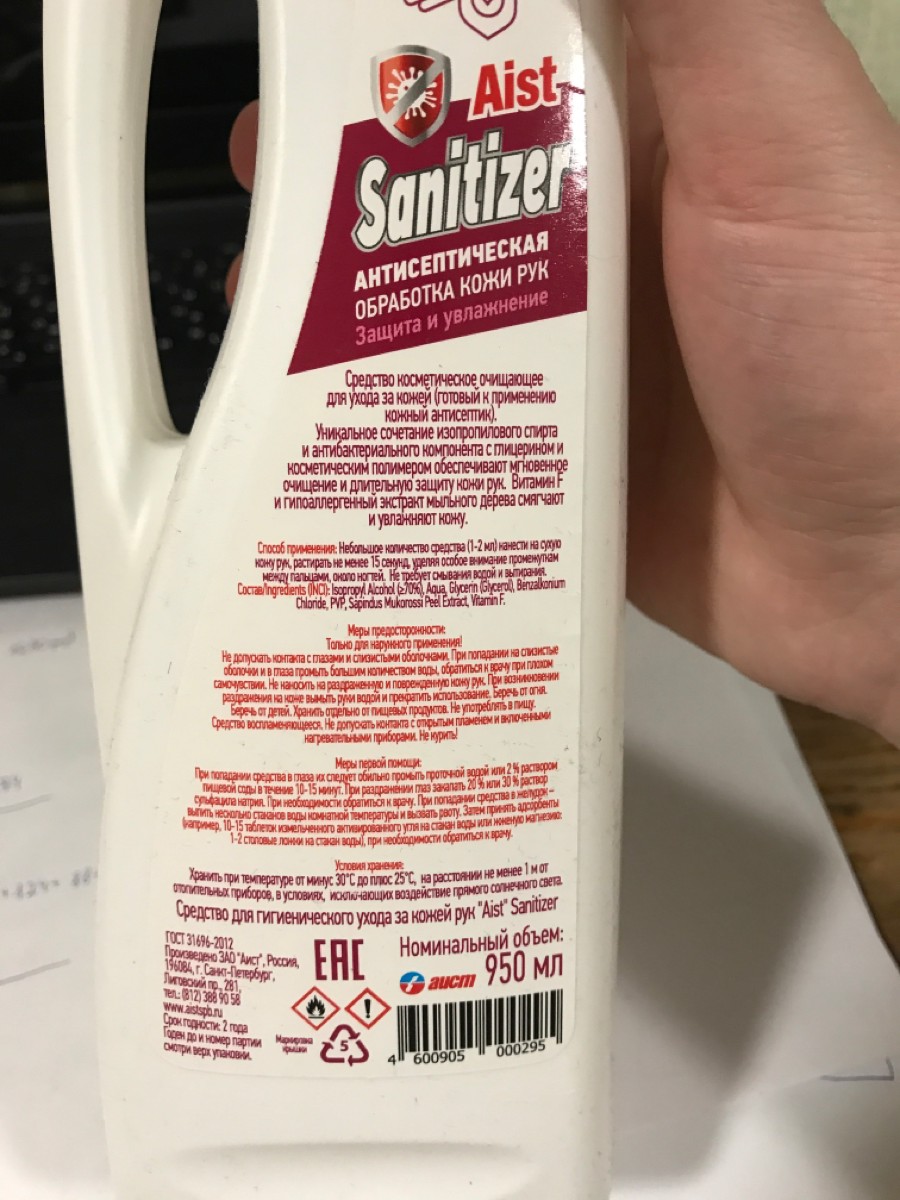 Aist
Sanitizer
АНТИСЕПТИЧЕСКАЯ
ОБРАБОТКА КОЖИ РУК
Защита и увлажнение
Средство косметическое очищающее
для ухода за кожей (готовый к применению
кожный антисептик).
Уникальное сочетание изопропилового спирта
и антибактериального компонента с глицерином и
косметическим полимером обеспечивают мгновенное
очищение и длительную защиту кожи рук. Витамин F
и гипоаллергенный экстракт мыльного дерева смягчают
и увлажняют кожу.
Способ применения: Небольшое количество средства (1-2 мл) нанести на сухую
кожу рук, растирать не менее 15 секунд, уделяя особое внимание промежуткам
между пальцами, около ногтей. Не требует смывания водой и вытирания.
Состав/Ingredients (INCI): Isopropyl Alcohol (≥70%), Aqua, Glycerin (Glycerol), Benzalkonium
Chloride, PVP, Sapindus Mukorossi Peel Extract, Vitamin F.
Меры предосторожности:
Только для наружного применения!
Не допускать контакта с глазами и слизистыми оболочками. При попадании на слизистые
оболочки и в глаза промыть большим количеством воды, обратиться к врачу при плохом
самочувствии. Не наносить на раздраженную и поврежденную кожу рук. При возникновении
раздражения на коже вымыть руки водой и прекратить использование. Беречь от огня.
Беречь от детей. Хранить отдельно от пищевых продуктов. Не употреблять в пищу.
Средство воспламеняющееся. Не допускать контакта с открытым пламенем и включенными
нагревательными приборами. Не курить!
Меры первой помощи:
При попадании средства в глаза их следует обильно промыть проточной водой или 2 % раствором
пищевой соды в течение 10-15 минут. При раздражении глаз закапать 20 % или 30 % раствор
сульфацила натрия. При необходимости обратиться к врачу. При попадании средства в желудок –
выпить несколько стаканов воды комнатной температуры и вызвать рвоту. Затем принять адсорбенты
(например, 10-15 таблеток измельченного активированного угля на стакан воды или жженую магнезию:
1-2 столовые ложки на стакан воды), при необходимости обратиться к врачу.
Условия хранения:
Хранить при температуре от минус 30°С до плюс 25°С, на расстоянии не менее 1 м от
отопительных приборов, в условиях, исключающих воздействие прямого солнечного света.
Средство для гигиенического ухода за кожей рук "Aist" Sanitizer
ГОСТ 31696-2012
Произведено ЗАО "Аист", Россия,
196084, г. Санкт-Петербург,
Лиговский пр., 281,
тел.: (812) 388 90 58
www.aistspb.ru
Срок годности: 2 года
Годен до и номер партии
смотри верх упаковки.
EAC
Номинальный объем:
аист 950 мл
Маркировка
крышки
5
4 600905 000295